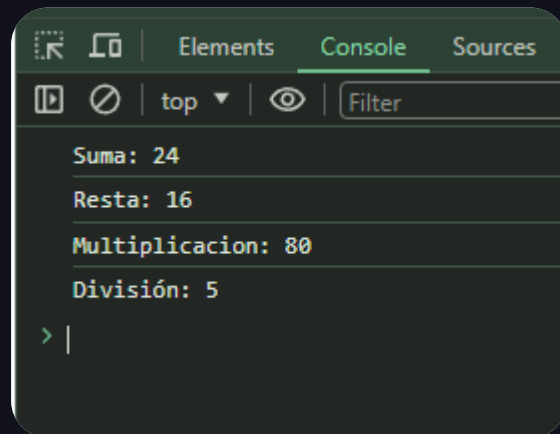 Elements Console Sources
top Filter
Suma: 24
Resta: 16
Multiplicacion: 80
División: 5